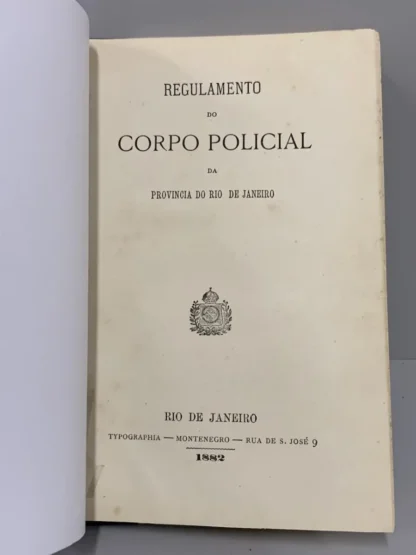 REGULAMENTO
DO
CORPO POLICIAL
DA
PROVINCIA DO RIO DE JANEIRO
RIO DE JANEIRO
TYPOGRAPHIA — MONTENEGRO — RUA DE S. JOSÉ 9
1882